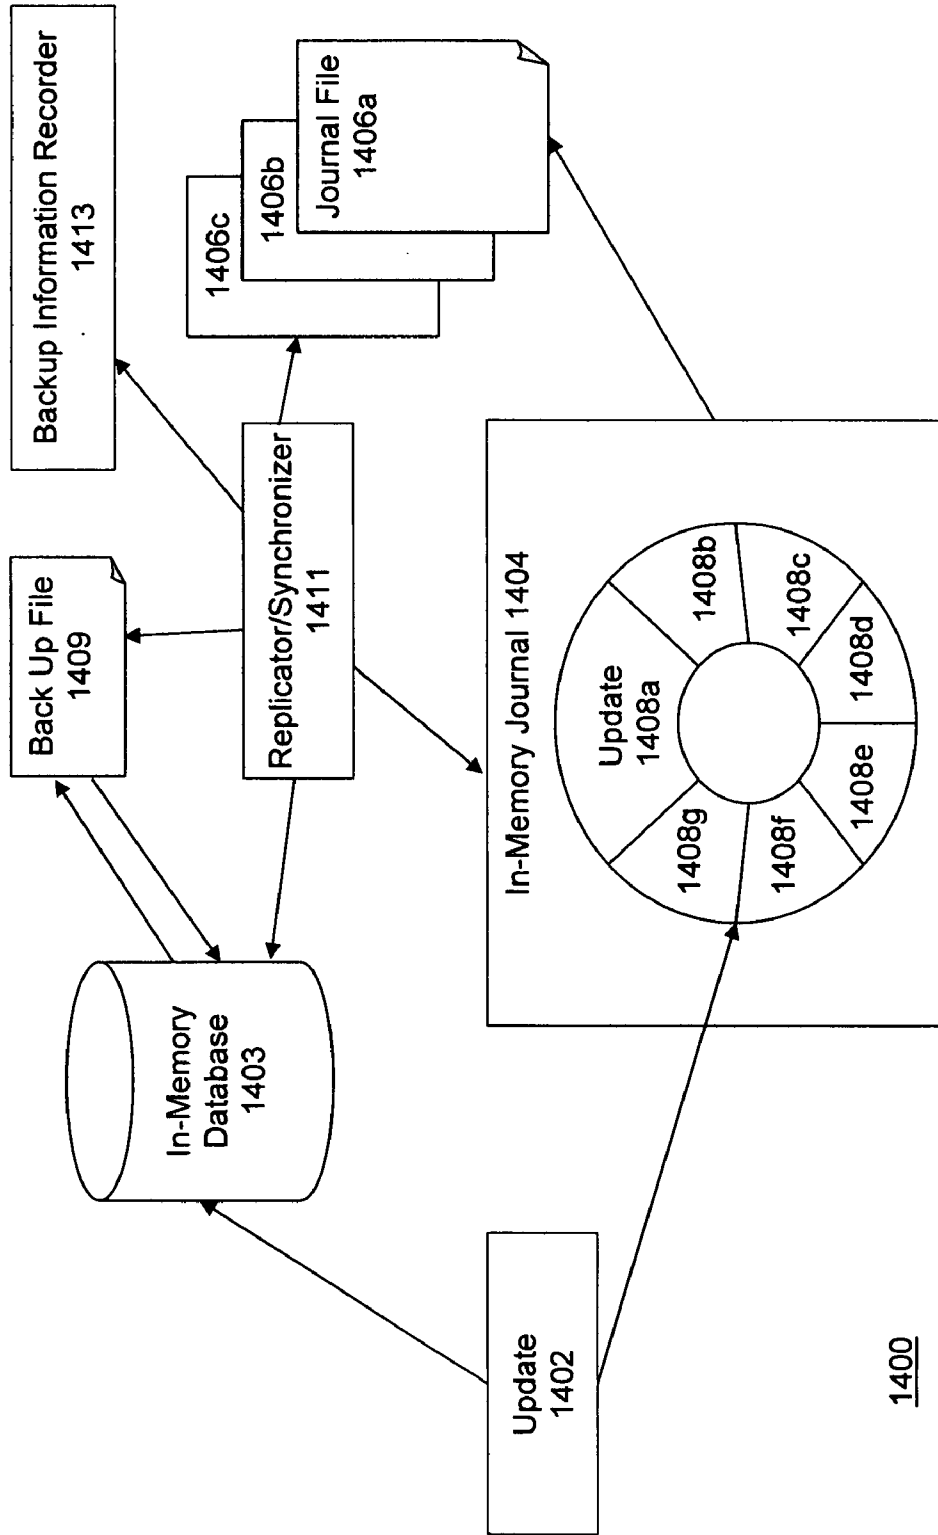 Back Up File
1409
Backup Information Recorder
1413
In-Memory
Database
1403
Replicator/Synchronizer
1411
1406c
1406b
Journal File
1406a
Update
1402
In-Memory Journal 1404
Update
1408a
1408b
1408c
1408d
1408e
1408f
1408g
1400